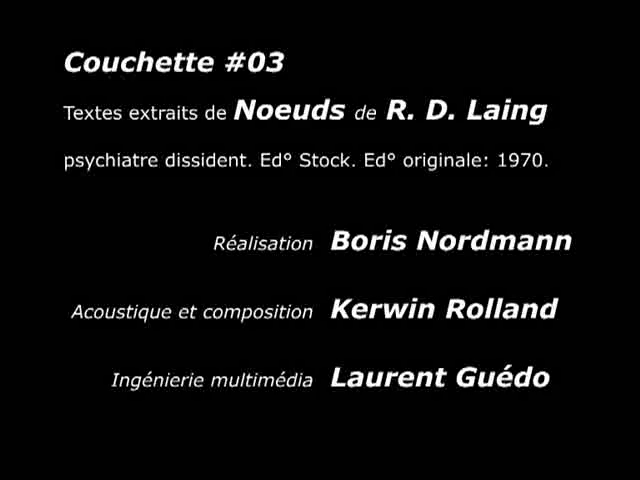 Couchette #03
Textes extraits de Noeuds de R. D. Laing
psychiatre dissident. Ed° Stock. Ed° originale: 1970.
Réalisation Boris Nordmann
Acoustique et composition Kerwin Rolland
Ingénierie multimédia Laurent Guédo